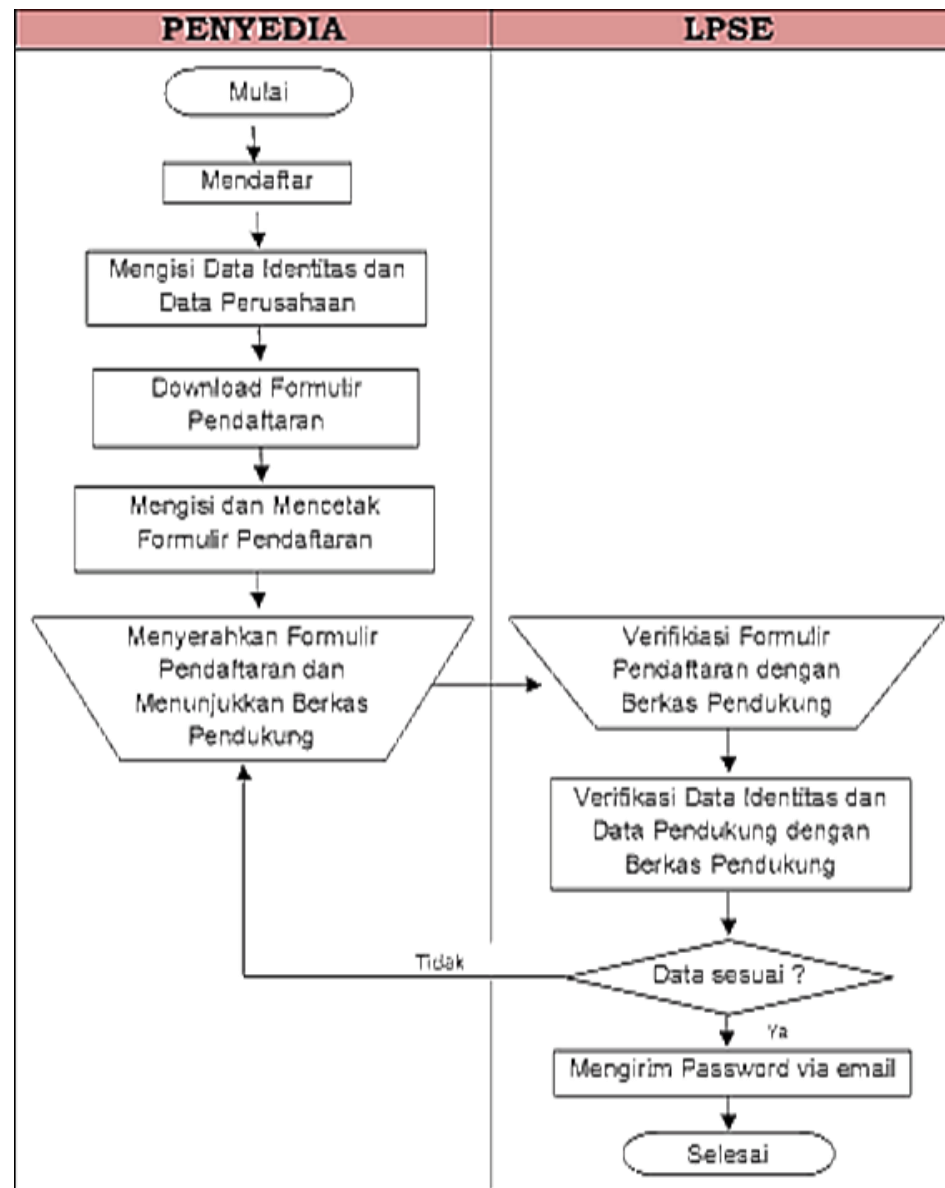 PENYEDIA
LPSE
Mulai
Mendaftar
Mengisi Data Identitas dan
Data Perusahaan
Download Formulir
Pendaftaran
Mengisi dan Mencetak
Formulir Pendaftaran
Menyerahkan Formulir
Pendaftaran dan
Menunjukkan Berkas
Pendukung
Verifikiasi Formulir
Pendaftaran dengan
Berkas Pendukung
Verifikasi Data Identitas dan
Data Pendukung dengan
Berkas Pendukung
Data sesuai ?
Tidak
Ya
Mengirim Password via email
Selesai